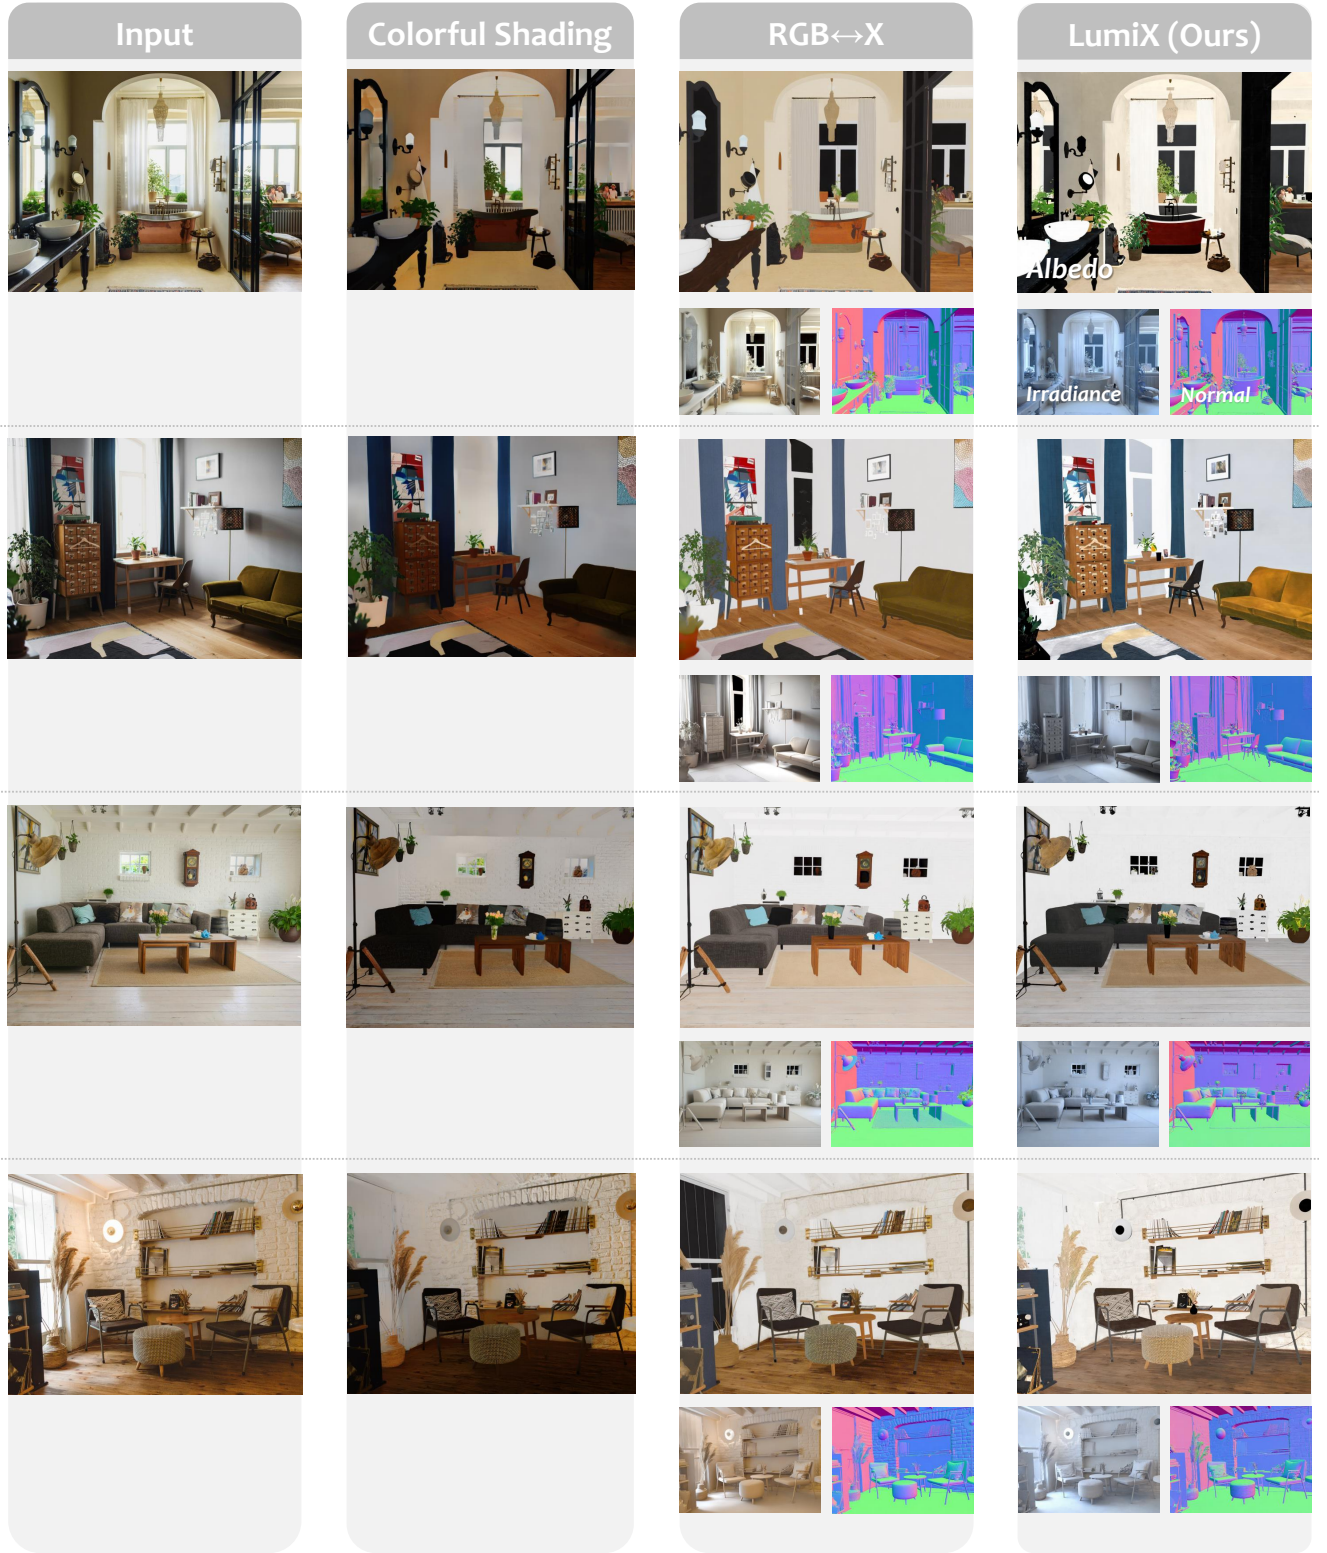 Input
Colorful Shading
RGB↔X
LumiX (Ours)
Albedo
Irradiance
Normal